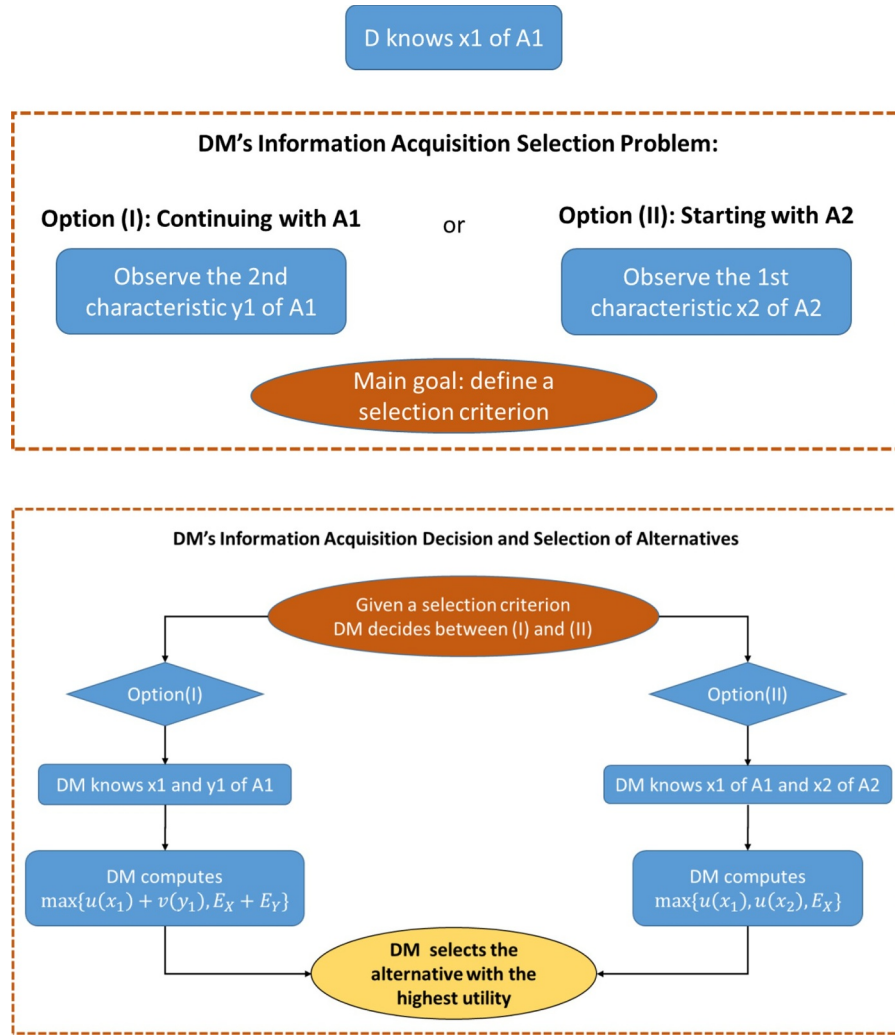 D knows x1 of A1
DM's Information Acquisition Selection Problem:
Option (I): Continuing with A1
or
Option (II): Starting with A2
Observe the 2nd
characteristic y1 of A1
Observe the 1st
characteristic x2 of A2
Main goal: define a
selection criterion
DM's Information Acquisition Decision and Selection of Alternatives
Given a selection criterion
DM decides between (I) and (II)
Option(I)
Option(II)
DM knows x1 and y1 of A1
DM knows x1 of A1 and x2 of A2
DM computes
max{u(x₁) + v(y₁), E_X + E_Y}
DM computes
max{u(x₁), u(x₂), E_X}
DM selects the
alternative with the
highest utility